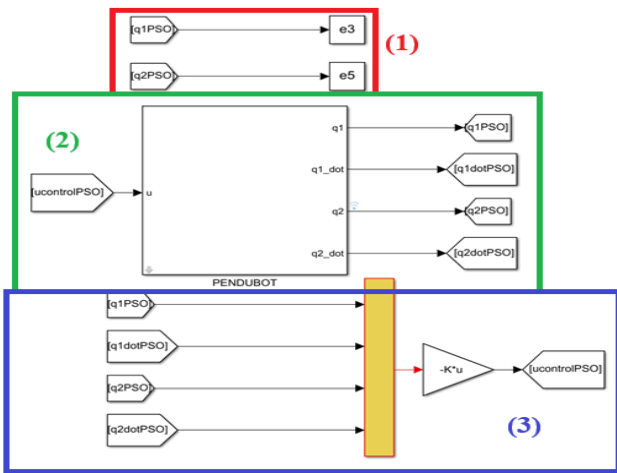 [q1PSO] e3
(1)
[q2PSO] e5
(2)
q1 [q1PSO]
q1_dot [q1dotPSO]
[ucontrolPSO] u
q2 [q2PSO]
q2_dot [q2dotPSO]
PENDUBOT
[q1PSO]
[q1dotPSO]
-K*u [ucontrolPSO]
[q2PSO]
[q2dotPSO]
(3)